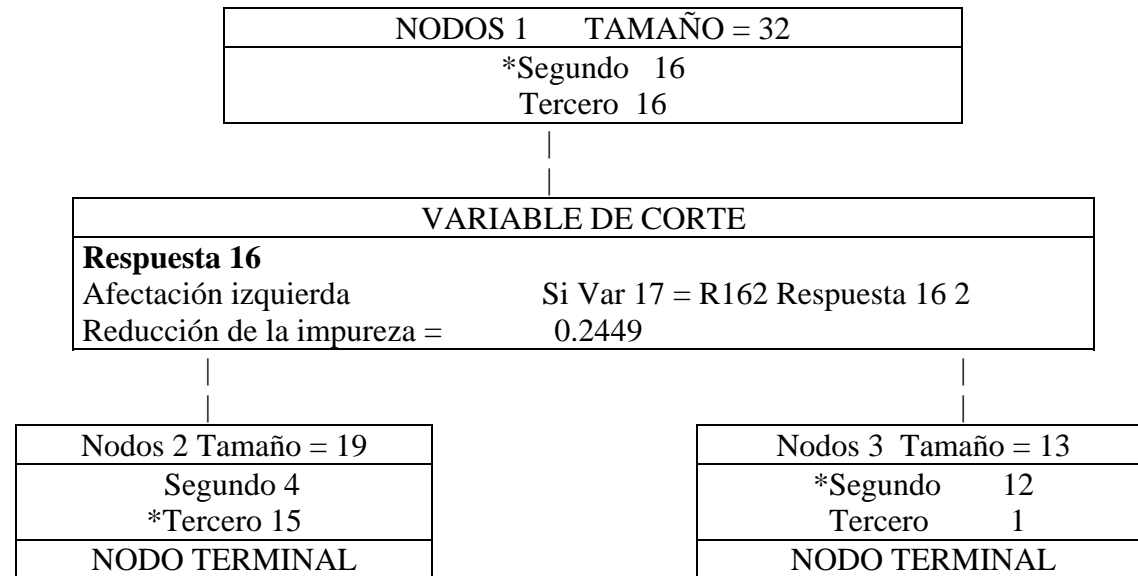 NODOS 1 TAMAÑO = 32
*Segundo 16
Tercero 16
VARIABLE DE CORTE
Respuesta 16
Afectación izquierda Si Var 17 = R162 Respuesta 16 2
Reducción de la impureza = 0.2449
Nodos 2 Tamaño = 19
Segundo 4
*Tercero 15
NODO TERMINAL
Nodos 3 Tamaño = 13
*Segundo 12
Tercero 1
NODO TERMINAL